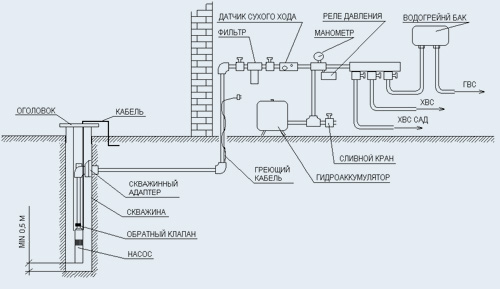 ДАТЧИК СУХОГО ХОДА
РЕЛЕ ДАВЛЕНИЯ
ВОДОГРЕЙНЫЙ БАК
ФИЛЬТР
МАНОМЕТР
ГВС
ХВС
ХВС САД
ОГОЛОВОК
КАБЕЛЬ
СЛИВНОЙ КРАН
ГРЕЮЩИЙ
КАБЕЛЬ
ГИДРОАККУМУЛЯТОР
СКВАЖИННЫЙ
АДАПТЕР
СКВАЖИНА
ОБРАТНЫЙ КЛАПАН
НАСОС
MIN 0,5 М